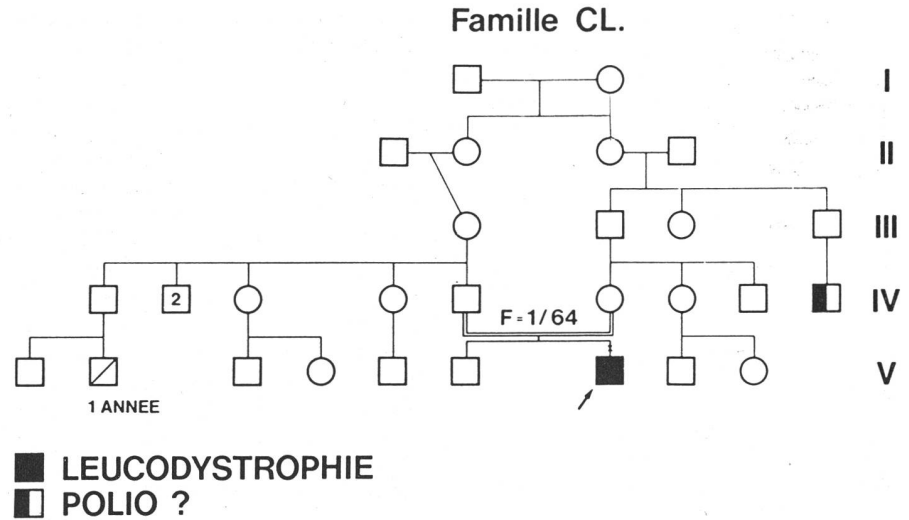 Famille CL.
I
II
III
2
IV
F=1/64
V
1 ANNEE
LEUCODYSTROPHIE
POLIO ?